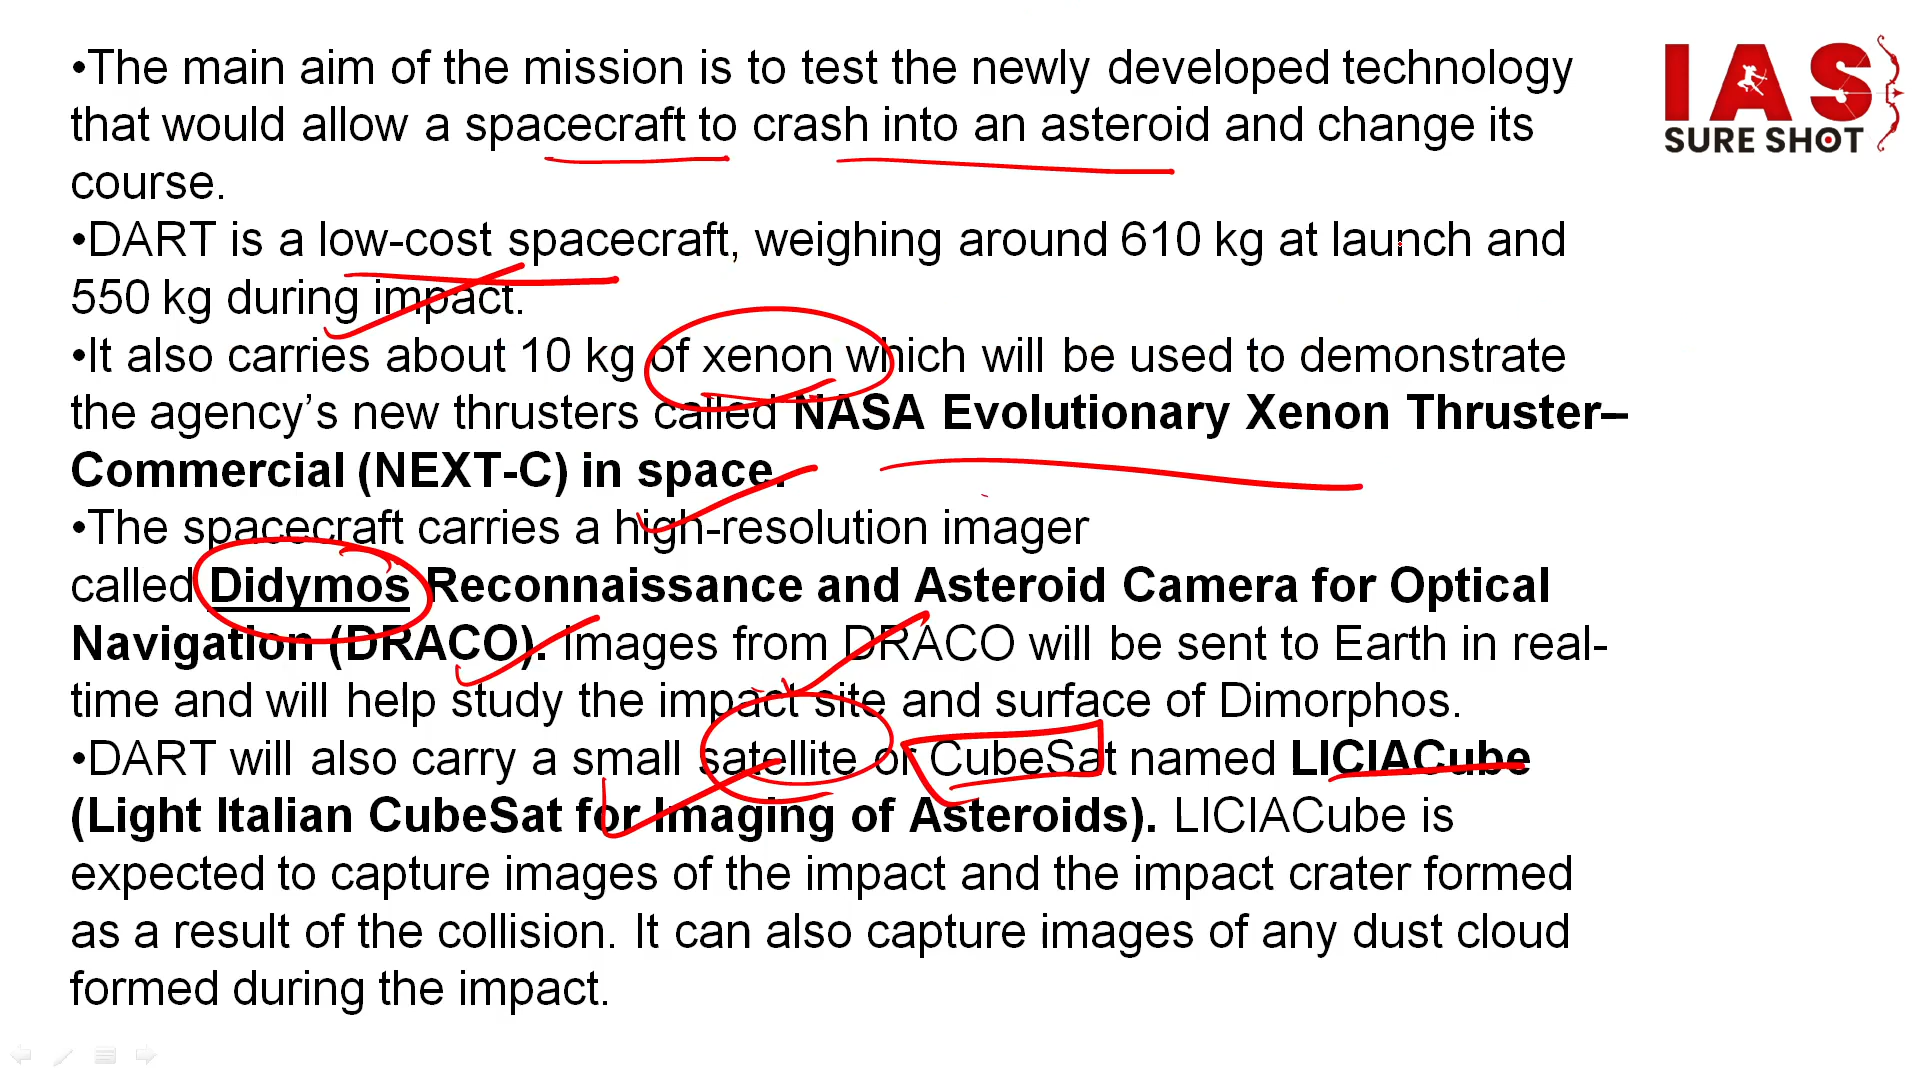 •The main aim of the mission is to test the newly developed technology
that would allow a spacecraft to crash into an asteroid and change its
course.
•DART is a low-cost spacecraft, weighing around 610 kg at launch and
550 kg during impact.
•It also carries about 10 kg of xenon which will be used to demonstrate
the agency’s new thrusters called NASA Evolutionary Xenon Thruster–
Commercial (NEXT-C) in space.
•The spacecraft carries a high-resolution imager
called Didymos Reconnaissance and Asteroid Camera for Optical
Navigation (DRACO). Images from DRACO will be sent to Earth in real-
time and will help study the impact site and surface of Dimorphos.
•DART will also carry a small satellite or CubeSat named LICIACube
(Light Italian CubeSat for Imaging of Asteroids). LICIACube is
expected to capture images of the impact and the impact crater formed
as a result of the collision. It can also capture images of any dust cloud
formed during the impact.
IAS
SURE SHOT